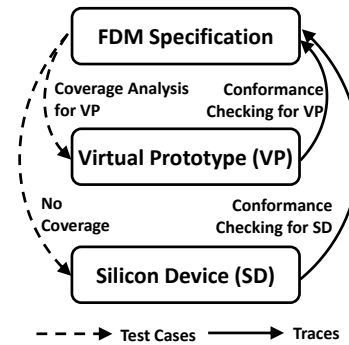 FDM Specification
Coverage Analysis
for VP
Conformance
Checking for VP
Virtual Prototype (VP)
No
Coverage
Conformance
Checking for SD
Silicon Device (SD)
Test Cases
Traces